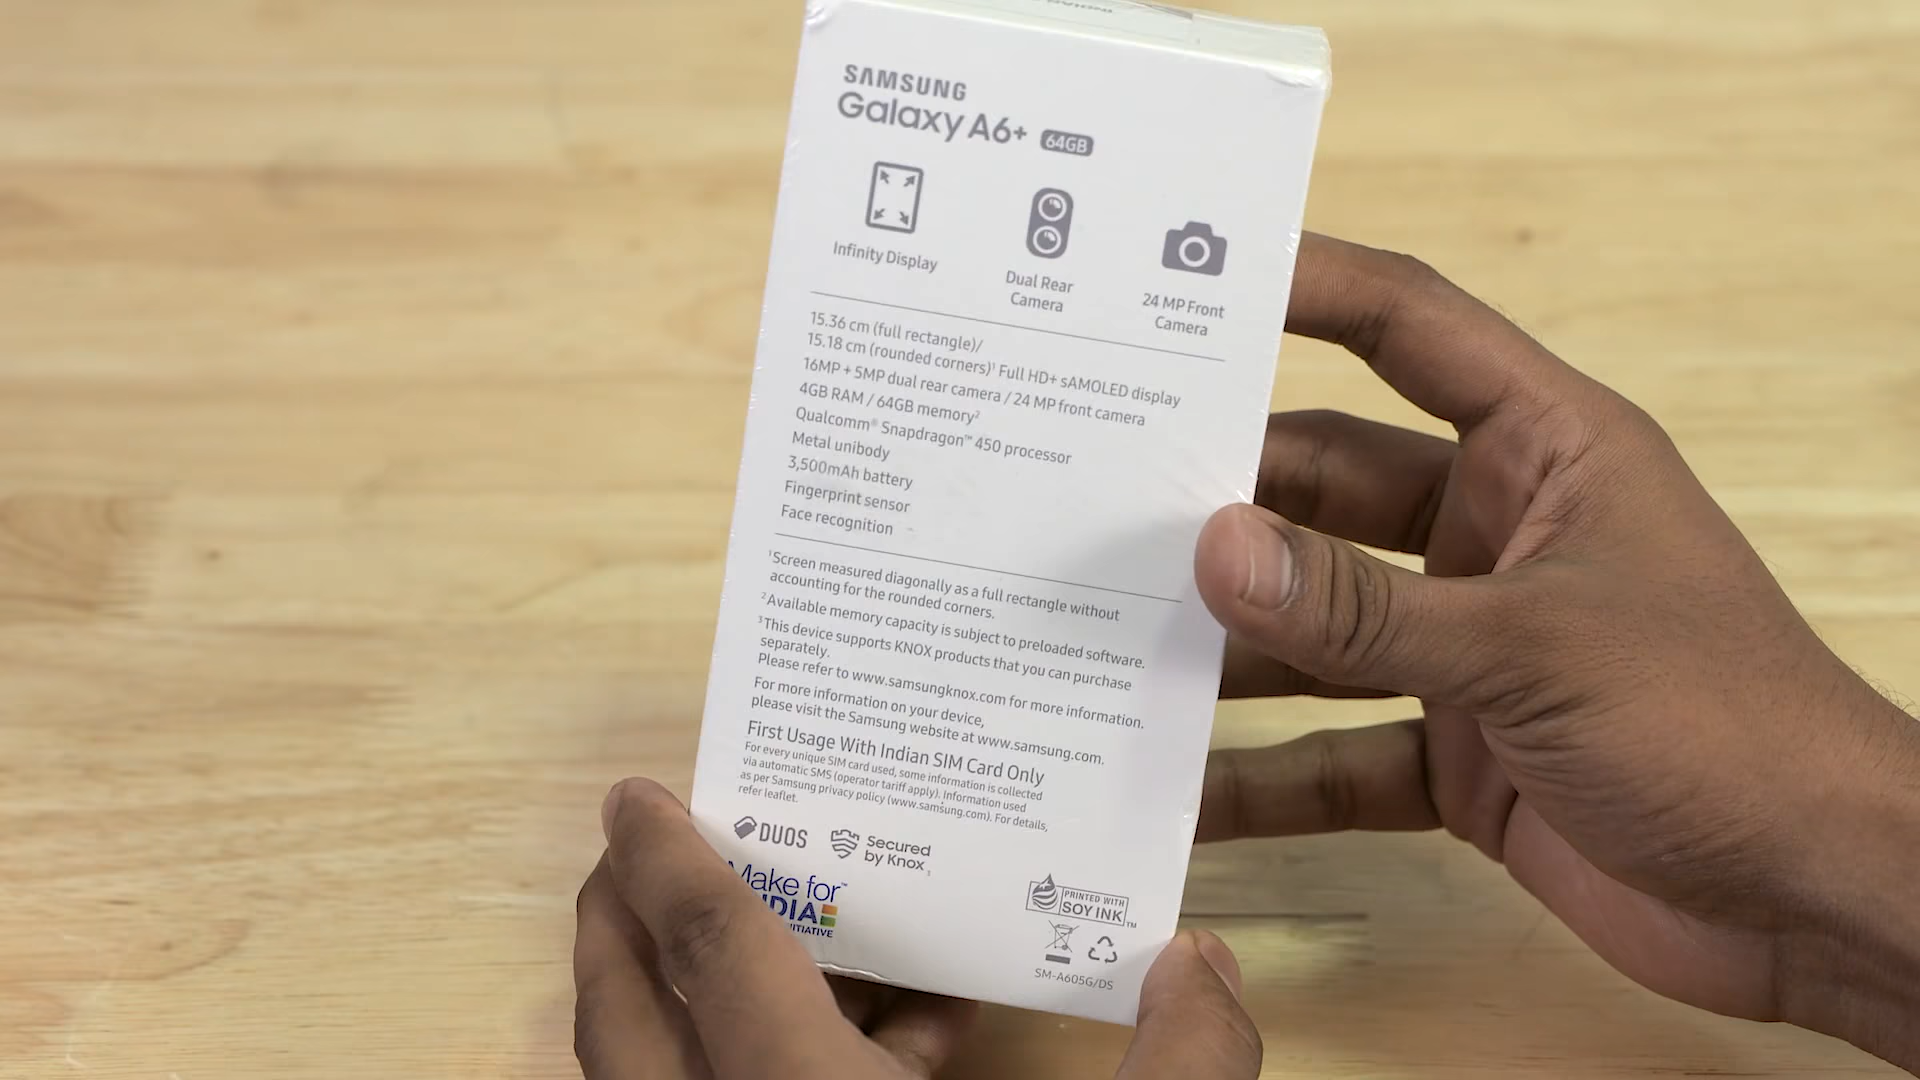 SAMSUNG
Galaxy A6+ 64GB
Infinity Display
Dual Rear
Camera
24 MP Front
Camera
15.36 cm (full rectangle)/
15.18 cm (rounded corners)¹ Full HD+ sAMOLED display
16MP + 5MP dual rear camera / 24 MP front camera
4GB RAM / 64GB memory²
Qualcomm® Snapdragon™ 450 processor
Metal unibody
3,500mAh battery
Fingerprint sensor
Face recognition
¹Screen measured diagonally as a full rectangle without
accounting for the rounded corners.
²Available memory capacity is subject to preloaded software.
³This device supports KNOX products that you can purchase
separately.
Please refer to www.samsungknox.com for more information.
For more information on your device,
please visit the Samsung website at www.samsung.com.
First Usage With Indian SIM Card Only
For every unique SIM card used, some information is collected
via automatic SMS (operator tariff apply). Information used
as per Samsung privacy policy (www.samsung.com). For details,
refer leaflet.
DUOS
Secured
by Knox ₃
Make for™
PRINTED WITH
SOY INK™
SM-A605G/DS